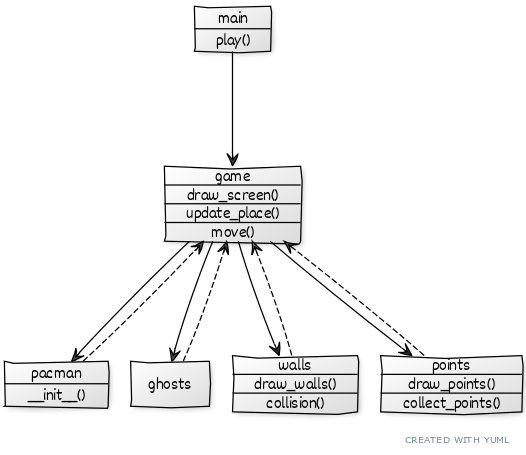 main
play()
game
draw_screen()
update_place()
move()
pacman
__init__()
ghosts
walls
draw_walls()
collision()
points
draw_points()
collect_points()
CREATED WITH YUML